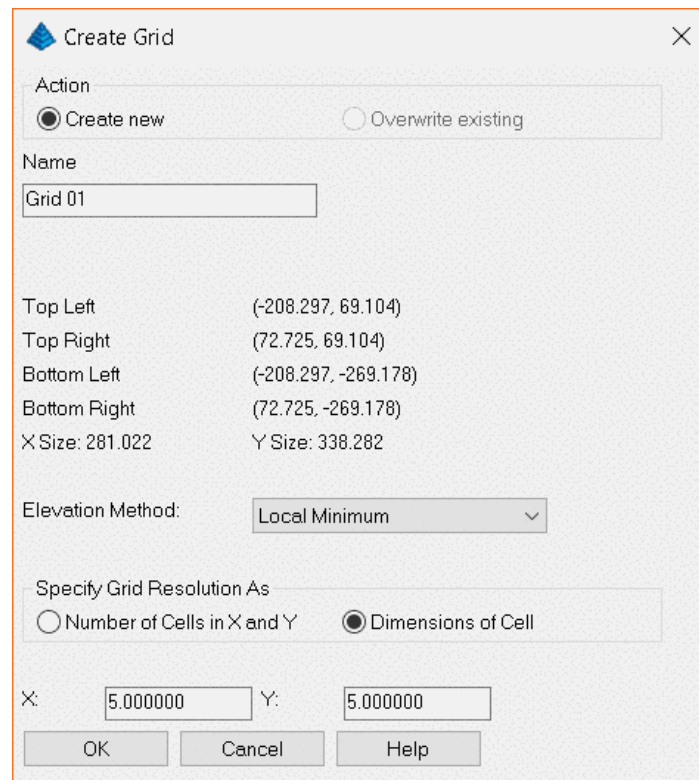 Create Grid
Action
Create new Overwrite existing
Name
Grid 01
Top Left (-208.297, 69.104)
Top Right (72.725, 69.104)
Bottom Left (-208.297, -269.178)
Bottom Right (72.725, -269.178)
X Size: 281.022 Y Size: 338.282
Elevation Method: Local Minimum
Specify Grid Resolution As
Number of Cells in X and Y Dimensions of Cell
X: 5.000000 Y: 5.000000
OK Cancel Help